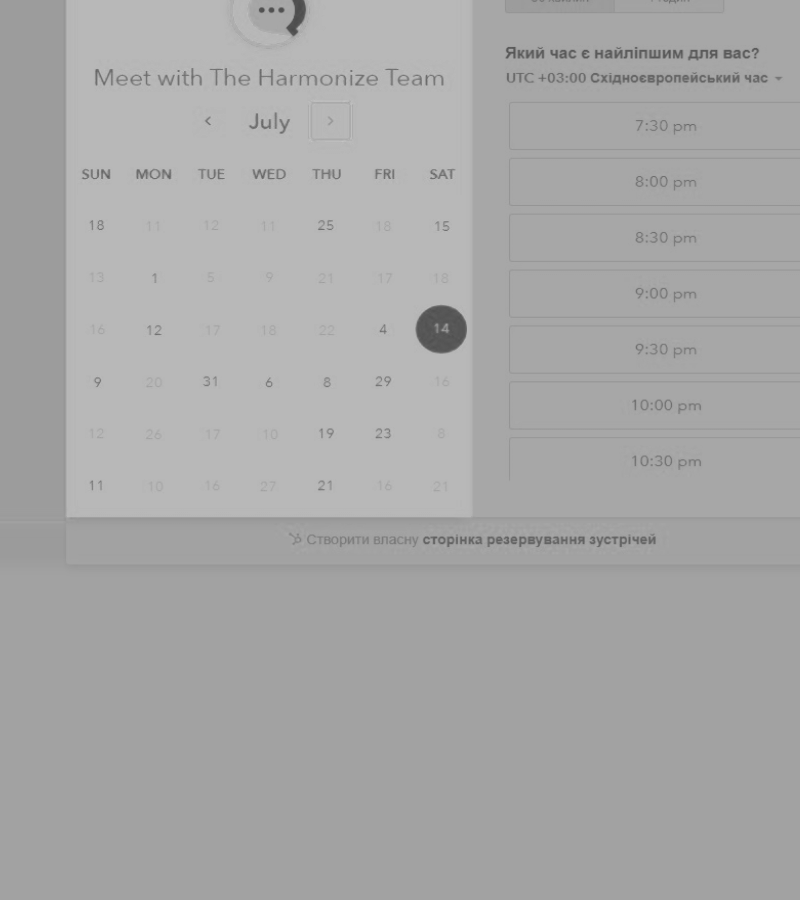 Meet with The Harmonize Team
July
SUN MON TUE WED THU FRI SAT
18 11 12 11 25 18 15
13 1 5 9 21 17 18
16 12 17 18 22 4 14
9 20 31 6 8 29 16
12 26 17 10 19 23 8
11 10 16 27 21 16 21
Який час є найліпшим для вас?
UTC +03:00 Східноєвропейський час
7:30 pm
8:00 pm
8:30 pm
9:00 pm
9:30 pm
10:00 pm
10:30 pm
Створити власну сторінка резервування зустрічей